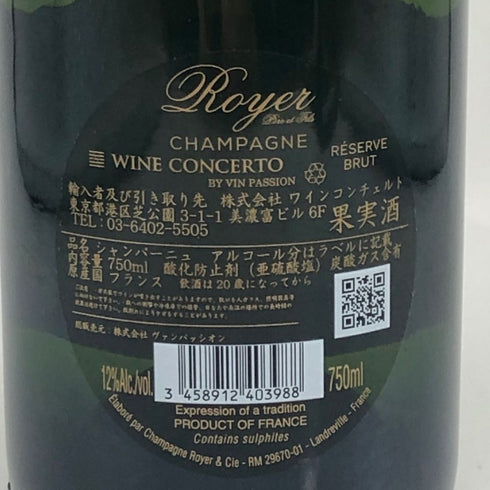 Royer
Père et Fils
CHAMPAGNE
WINE CONCERTO
BY VIN PASSION
RÉSERVE
BRUT
輸入者及び引き取り先 株式会社 ワインコンチェルト
東京都港区芝公園3-1-1 美濃富ビル 6F
果実酒
TEL: 03-6402-5505
品名 シャンパーニュ アルコール分はラベルに記載
内容量 750ml 酸化防止剤（亜硫酸塩）炭酸ガス含有
原産国 フランス 飲酒は20歳になってから
総販売元：株式会社 ヴァンパッシオン
12%Alc./vol.
3 458912 403988
750ml
Expression of a tradition
PRODUCT OF FRANCE
Contains sulphites
Élaboré par Champagne Royer & Cie - RM 29670-01 - Landreville - France